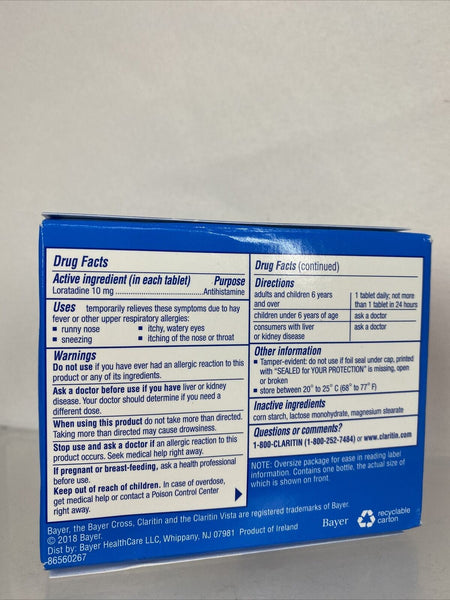 Drug Facts
Active ingredient (in each tablet) Purpose
Loratadine 10 mg ........................................Antihistamine
Uses temporarily relieves these symptoms due to hay
fever or other upper respiratory allergies:
▪ runny nose ▪ itchy, watery eyes
▪ sneezing ▪ itching of the nose or throat
Warnings
Do not use if you have ever had an allergic reaction to this
product or any of its ingredients.
Ask a doctor before use if you have liver or kidney
disease. Your doctor should determine if you need a
different dose.
When using this product do not take more than directed.
Taking more than directed may cause drowsiness.
Stop use and ask a doctor if an allergic reaction to this
product occurs. Seek medical help right away.
If pregnant or breast-feeding, ask a health professional
before use.
Keep out of reach of children. In case of overdose,
get medical help or contact a Poison Control Center
right away.
Drug Facts (continued)
Directions
adults and children 6 years
and over
1 tablet daily; not more
than 1 tablet in 24 hours
children under 6 years of age ask a doctor
consumers with liver
or kidney disease
ask a doctor
Other information
▪ Tamper-evident: do not use if foil seal under cap, printed
with "SEALED for YOUR PROTECTION" is missing, open
or broken
▪ store between 20° to 25° C (68° to 77° F)
Inactive ingredients
corn starch, lactose monohydrate, magnesium stearate
Questions or comments?
1-800-CLARITIN (1-800-252-7484) or www.claritin.com
NOTE: Oversize package for ease in reading label
information. Contains one bottle, the actual size of
which is shown on front.
Bayer, the Bayer Cross, Claritin and the Claritin Vista are registered trademarks of Bayer.
© 2018 Bayer.
Dist by: Bayer HealthCare LLC, Whippany, NJ 07981 Product of Ireland
86560267
Bayer
recyclable
carton